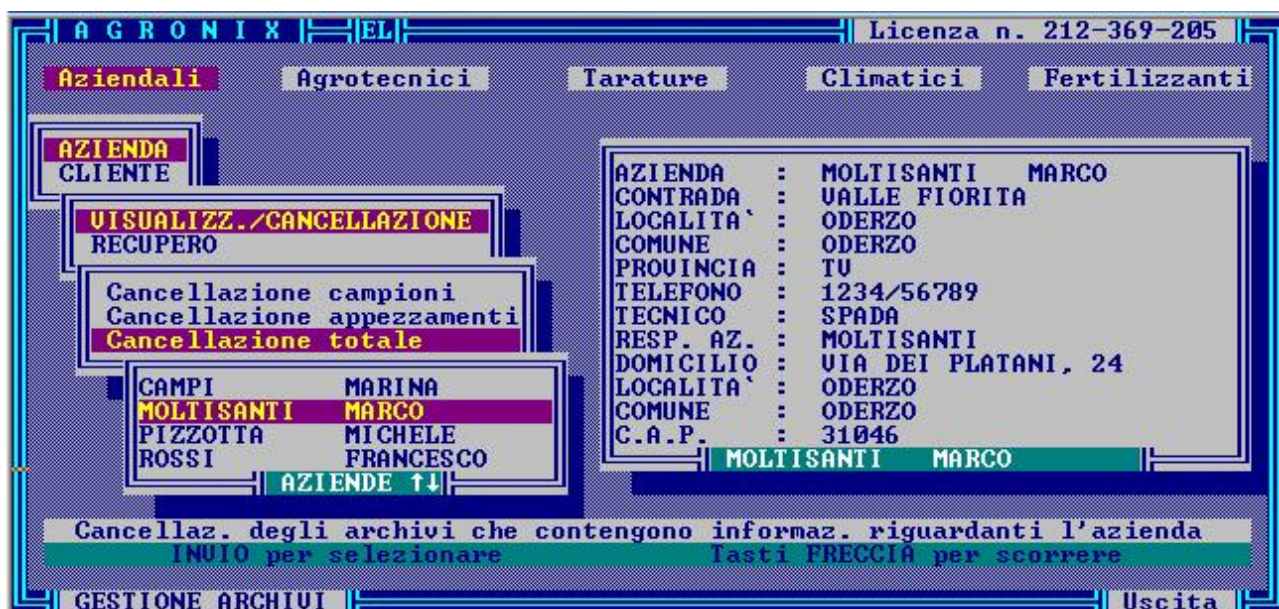 A G R O N I X EL Licenza n. 212-369-205
Aziendali Agrotecnici Tarature Climatici Fertilizzanti
AZIENDA
CLIENTE
VISUALIZZ./CANCELLAZIONE
RECUPERO
Cancellazione campioni
Cancellazione appezzamenti
Cancellazione totale
CAMPI MARINA
MOLTISANTI MARCO
PIZZOTTA MICHELE
ROSSI FRANCESCO
AZIENDE ↑↓
AZIENDA : MOLTISANTI MARCO
CONTRADA : VALLE FIORITA
LOCALITA` : ODERZO
COMUNE : ODERZO
PROVINCIA : TV
TELEFONO : 1234/56789
TECNICO : SPADA
RESP. AZ. : MOLTISANTI
DOMICILIO : VIA DEI PLATANI, 24
LOCALITA` : ODERZO
COMUNE : ODERZO
C.A.P. : 31046
MOLTISANTI MARCO
Cancellaz. degli archivi che contengono informaz. riguardanti l'azienda
INVIO per selezionare Tasti FRECCIA per scorrere
GESTIONE ARCHIVI Uscita